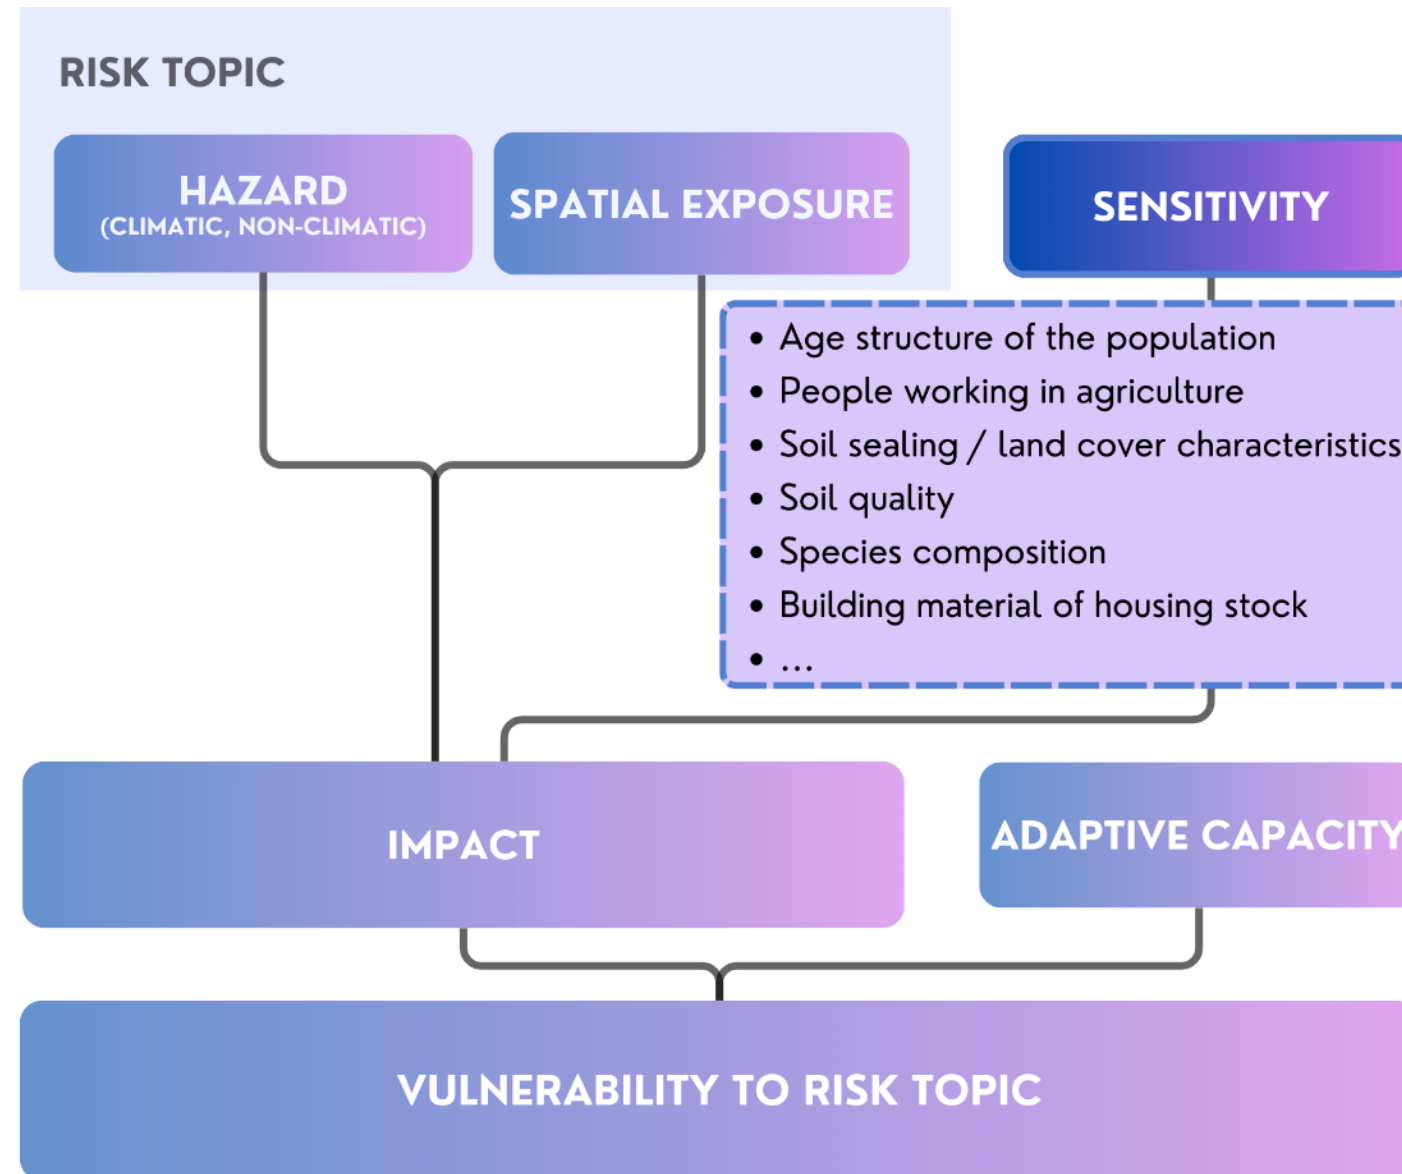 RISK TOPIC
HAZARD
(CLIMATIC, NON-CLIMATIC)
SPATIAL EXPOSURE
SENSITIVITY
• Age structure of the population
• People working in agriculture
• Soil sealing / land cover characteristics
• Soil quality
• Species composition
• Building material of housing stock
• ...
IMPACT
ADAPTIVE CAPACITY
VULNERABILITY TO RISK TOPIC